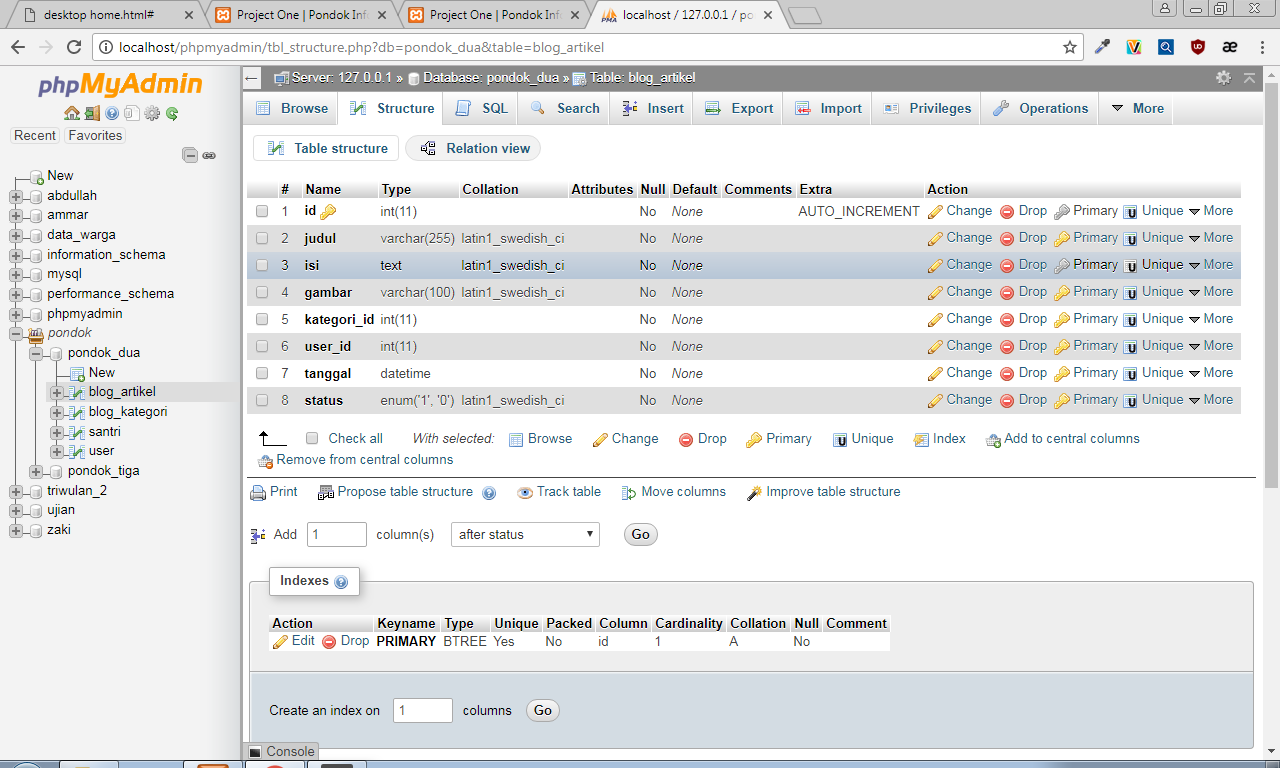 desktop home.html#
Project One | Pondok Inf
Project One | Pondok Info
localhost / 127.0.0.1 / po
localhost/phpmyadmin/tbl_structure.php?db=pondok_dua&table=blog_artikel
phpMyAdmin
Recent Favorites
New
abdullah
ammar
data_warga
information_schema
mysql
performance_schema
phpmyadmin
pondok
pondok_dua
New
blog_artikel
blog_kategori
santri
user
pondok_tiga
triwulan_2
ujian
zaki
Server: 127.0.0.1 » Database: pondok_dua » Table: blog_artikel
Browse Structure SQL Search Insert Export Import Privileges Operations More
Table structure Relation view
# Name Type Collation Attributes Null Default Comments Extra Action
1 id int(11) No None AUTO_INCREMENT Change Drop Primary Unique More
2 judul varchar(255) latin1_swedish_ci No None Change Drop Primary Unique More
3 isi text latin1_swedish_ci No None Change Drop Primary Unique More
4 gambar varchar(100) latin1_swedish_ci No None Change Drop Primary Unique More
5 kategori_id int(11) No None Change Drop Primary Unique More
6 user_id int(11) No None Change Drop Primary Unique More
7 tanggal datetime No None Change Drop Primary Unique More
8 status enum('1', '0') latin1_swedish_ci No None Change Drop Primary Unique More
Check all With selected: Browse Change Drop Primary Unique Index Add to central columns
Remove from central columns
Print Propose table structure Track table Move columns Improve table structure
Add 1 column(s) after status Go
Indexes
Action Keyname Type Unique Packed Column Cardinality Collation Null Comment
Edit Drop PRIMARY BTREE Yes No id 1 A No
Create an index on 1 columns Go
Console